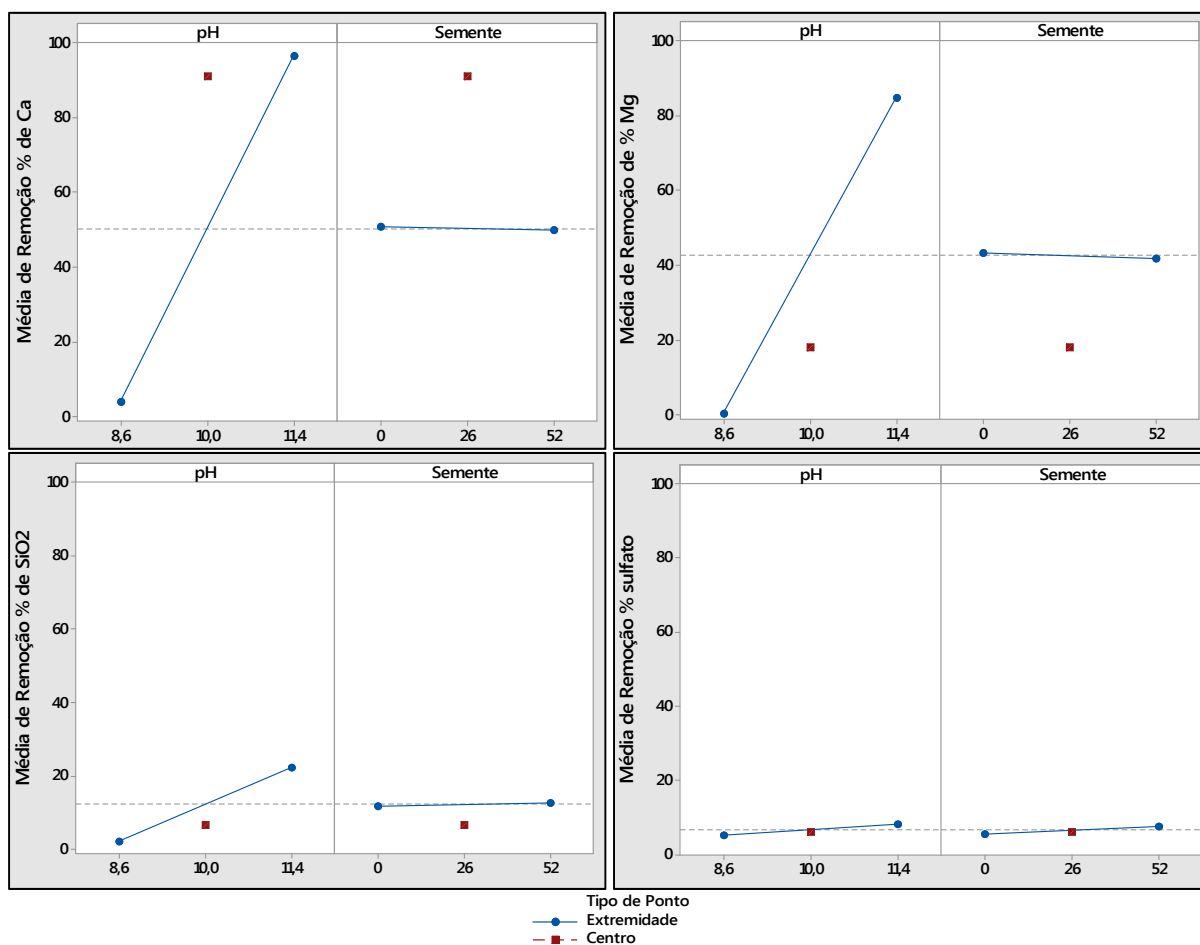 pH Semente
Média de Remoção % de Ca
100
80
60
40
20
0
8,6 10,0 11,4 0 26 52
pH Semente
Média de Remoção de % Mg
100
80
60
40
20
0
8,6 10,0 11,4 0 26 52
pH Semente
Média de Remoção % de SiO2
100
80
60
40
20
0
8,6 10,0 11,4 0 26 52
pH Semente
Média de Remoção % sulfato
100
80
60
40
20
0
8,6 10,0 11,4 0 26 52
Tipo de Ponto
Extremidade
Centro